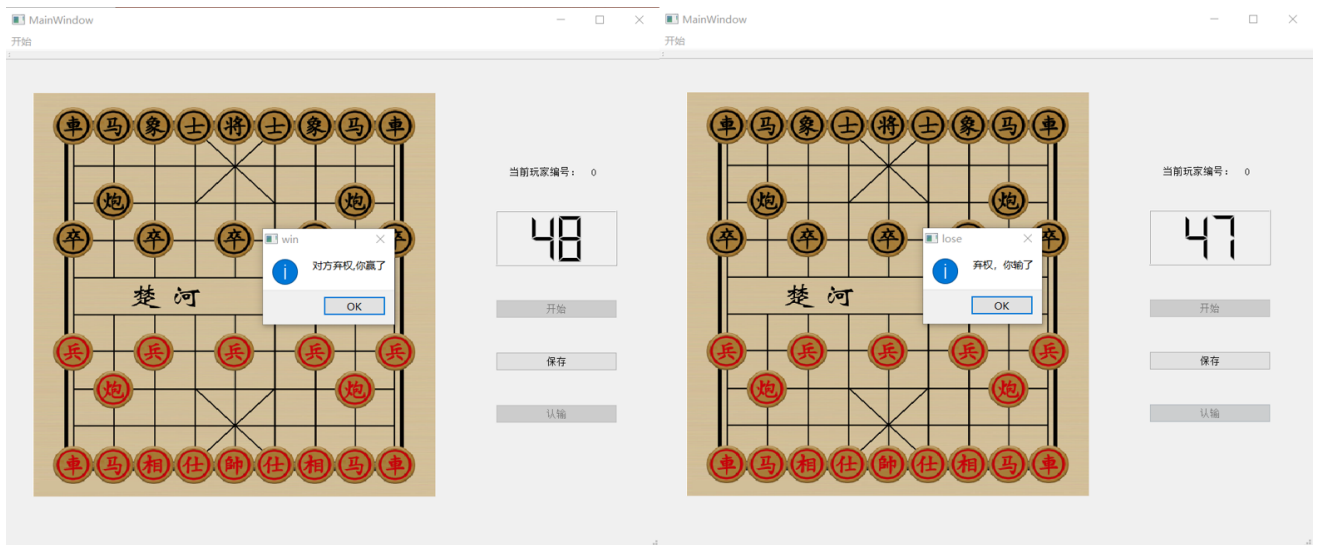 MainWindow
开始
車马象士将士象马車
炮 炮
卒 卒 卒 卒
楚河
兵 兵 兵 兵 兵
炮 炮
車马相仕帥仕相马車
win
对方弃权,你赢了
OK
当前玩家编号: 0
48
开始
保存
认输
MainWindow
开始
車马象士将士象马車
炮 炮
卒 卒 卒 卒
楚河
兵 兵 兵 兵 兵
炮 炮
車马相仕帥仕相马車
lose
弃权，你输了
OK
当前玩家编号: 0
47
开始
保存
认输